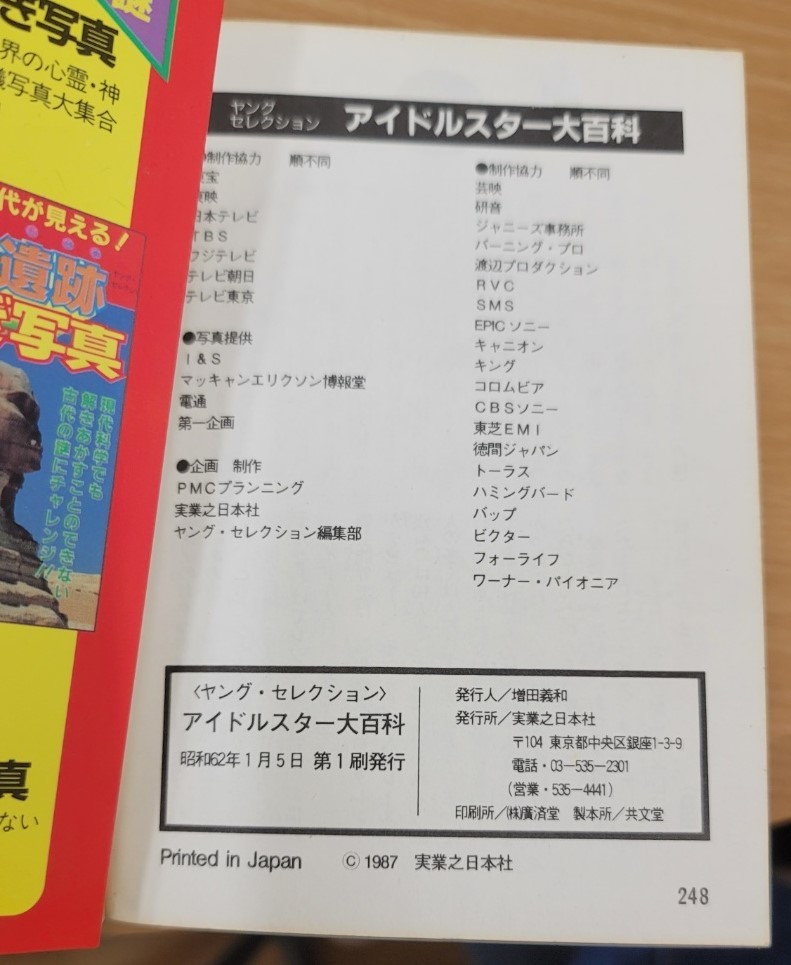 き写真
界の心霊・神
写真大集合
代が見える!
遺跡
写真
現代科学でも
解きあかすことのできない
古代の謎にチャレンジ!!
真
ない
ヤング
セレクション
アイドルスター大百科
制作協力 順不同
宝
映
日本テレビ
TBS
フジテレビ
テレビ朝日
テレビ東京
●写真提供
I&S
マッキャンエリクソン博報堂
電通
第一企画
●企画 制作
PMCプランニング
実業之日本社
ヤング・セレクション編集部
●制作協力 順不同
芸映
研音
ジャニーズ事務所
バーニング・プロ
渡辺プロダクション
RVC
SMS
EPICソニー
キャニオン
キング
コロムビア
CBSソニー
東芝EMI
徳間ジャパン
トーラス
ハミングバード
バップ
ビクター
フォーライフ
ワーナー・パイオニア
〈ヤング・セレクション〉
アイドルスター大百科
昭和62年1月5日 第1刷発行
発行人/増田義和
発行所/実業之日本社
〒104 東京都中央区銀座1-3-9
電話・03-535-2301
(営業・535-4441)
印刷所/㈱廣済堂 製本所/共文堂
Printed in Japan © 1987 実業之日本社
248